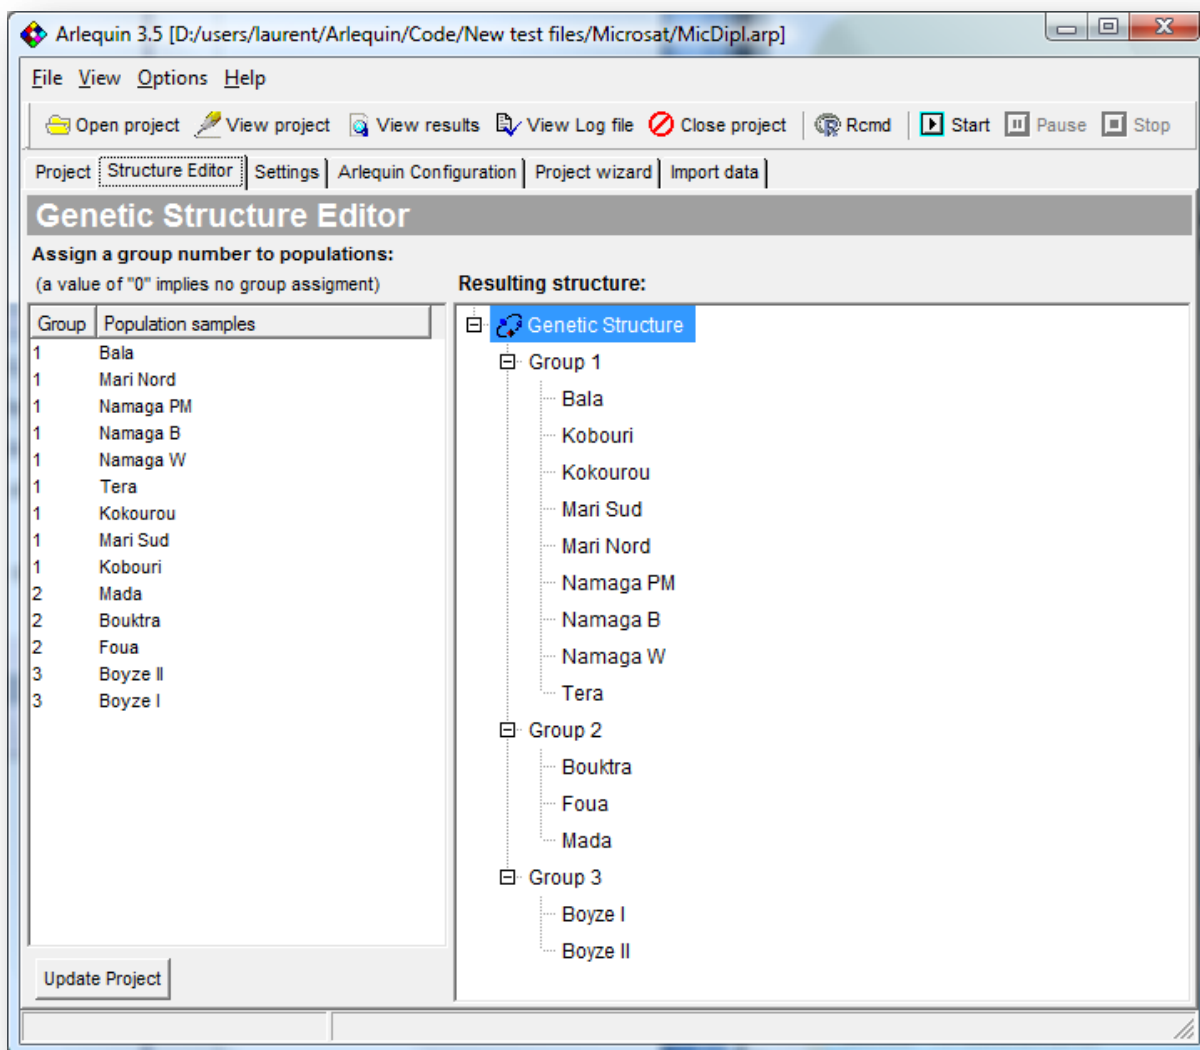 Arlequin 3.5 [D:/users/laurent/Arlequin/Code/New test files/Microsat/MicDipl.arp]
File View Options Help
Open project View project View results View Log file Close project Rcmd Start Pause Stop
Project Structure Editor Settings Arlequin Configuration Project wizard Import data
Genetic Structure Editor
Assign a group number to populations:
(a value of "0" implies no group assigment)
Group Population samples
1 Bala
1 Mari Nord
1 Namaga PM
1 Namaga B
1 Namaga W
1 Tera
1 Kokourou
1 Mari Sud
1 Kobouri
2 Mada
2 Bouktra
2 Foua
3 Boyze II
3 Boyze I
Update Project
Resulting structure:
Genetic Structure
Group 1
Bala
Kobouri
Kokourou
Mari Sud
Mari Nord
Namaga PM
Namaga B
Namaga W
Tera
Group 2
Bouktra
Foua
Mada
Group 3
Boyze I
Boyze II